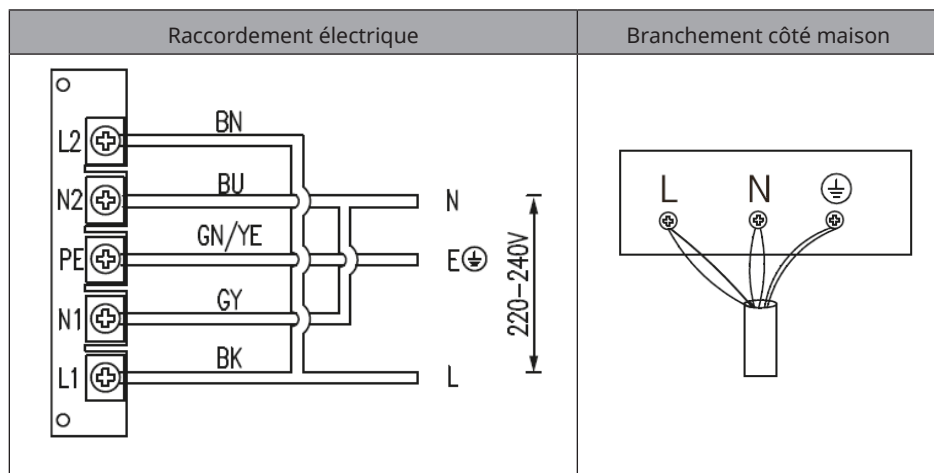 Raccordement électrique
Branchement côté maison
L2
BN
N2
BU
N
PE
GN/YE
E
220-240V
N1
GY
L1
BK
L
L
N